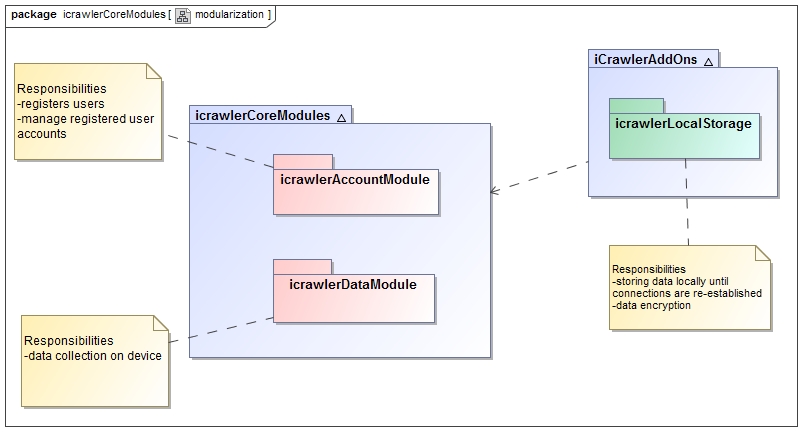 package icrawlerCoreModules [ modularization ]
Responsibilities
-registers users
-manage registered user
accounts
icrawlerCoreModules
icrawlerAccountModule
icrawlerDataModule
Responsibilities
-data collection on device
iCrawlerAddOns
icrawlerLocalStorage
Responsibilities
-storing data locally until
connections are re-established
-data encryption